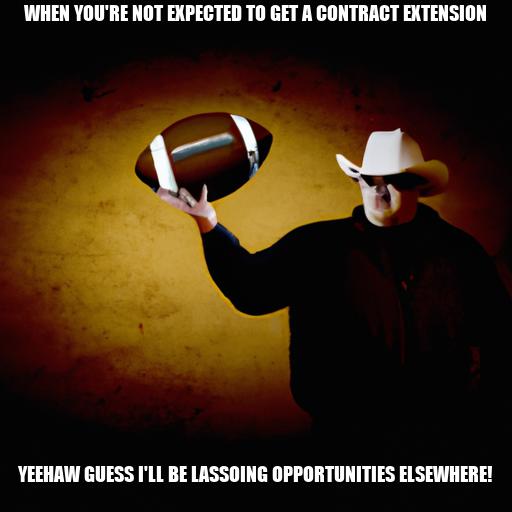 WHEN YOU'RE NOT EXPECTED TO GET A CONTRACT EXTENSION
YEEHAW GUESS I'LL BE LASSOING OPPORTUNITIES ELSEWHERE!